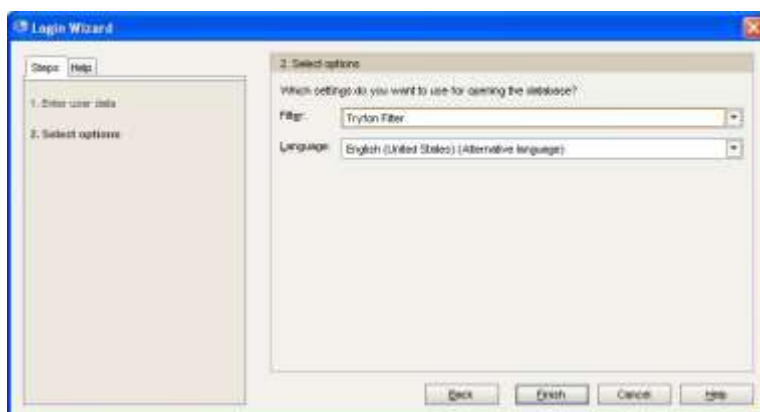 Login Wizard
Steps Help
1. Enter user data
2. Select options
2. Select options
Which settings do you want to use for opening the database?
Filter: Tryton Filter
Language: English (United States) (Alternative language)
Back Finish Cancel Help